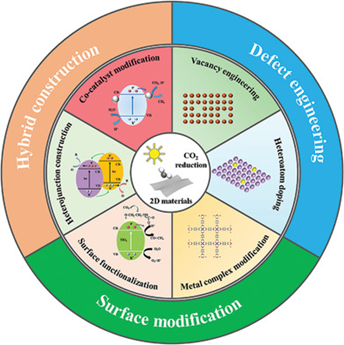 Hybrid construction
Defect engineering
Surface modification
Co-catalyst modification
Vacancy engineering
Heterojunction construction
Heteroatom doping
Surface functionalization
Metal complex modification
CO₂
reduction
2D materials